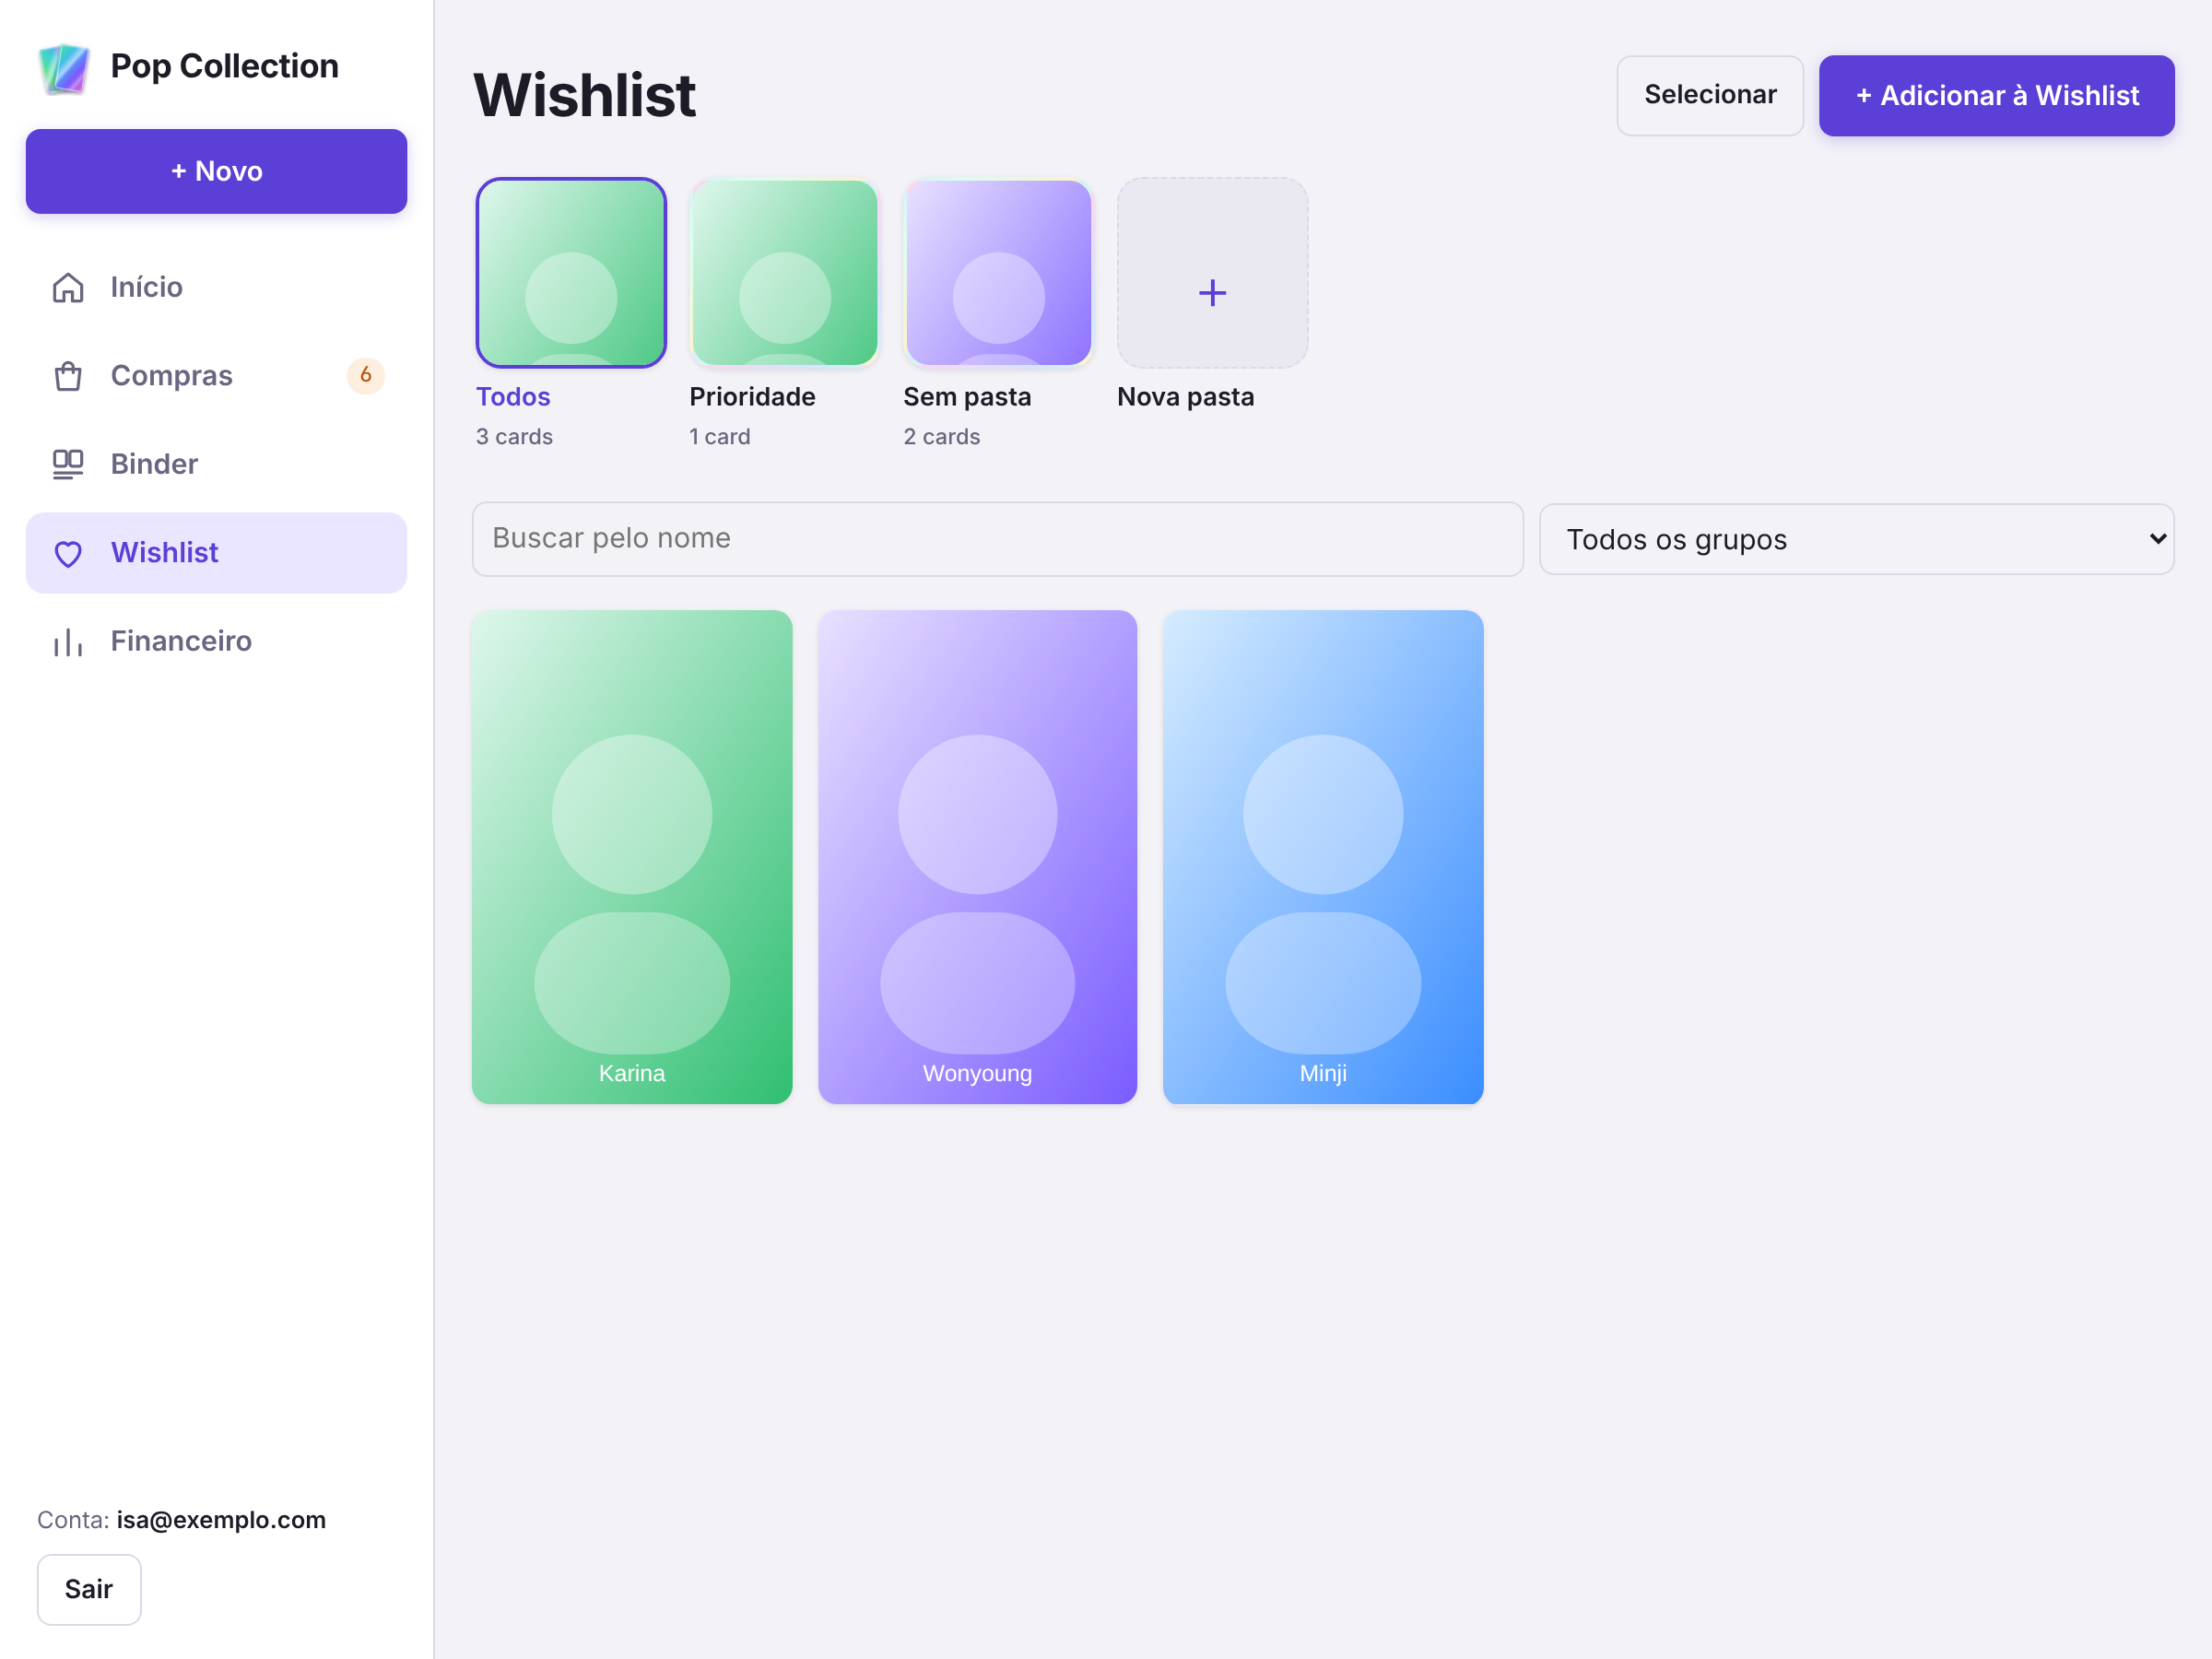 Pop Collection
+ Novo
Início
Compras
6
Binder
Wishlist
Financeiro
Conta: isa@exemplo.com
Sair
Wishlist
Selecionar
+ Adicionar à Wishlist
Todos
3 cards
Prioridade
1 card
Sem pasta
2 cards
+
Nova pasta
Buscar pelo nome
Todos os grupos
Karina
Wonyoung
Minji